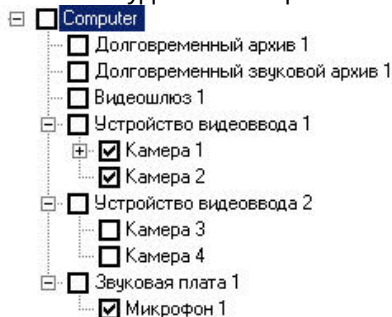 Computer
Долговременный архив 1
Долговременный звуковой архив 1
Видеошлюз 1
Устройство видеоввода 1
Камера 1
Камера 2
Устройство видеоввода 2
Камера 3
Камера 4
Звуковая плата 1
Микрофон 1